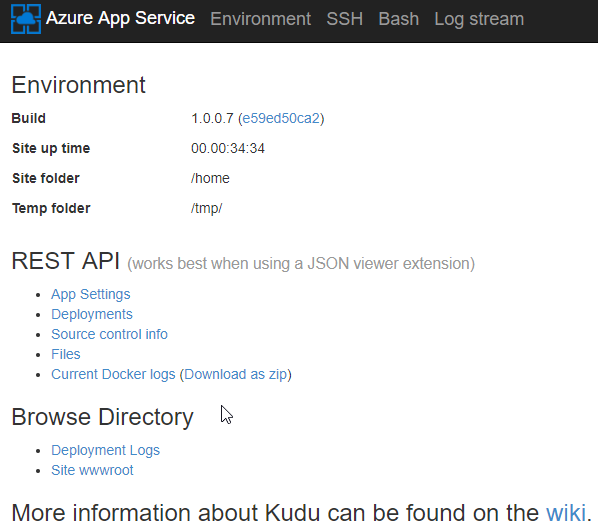 Azure App Service Environment SSH Bash Log stream
Environment
Build 1.0.0.7 (e59ed50ca2)
Site up time 00.00:34:34
Site folder /home
Temp folder /tmp/
REST API (works best when using a JSON viewer extension)
App Settings
Deployments
Source control info
Files
Current Docker logs (Download as zip)
Browse Directory
Deployment Logs
Site wwwroot
More information about Kudu can be found on the wiki.